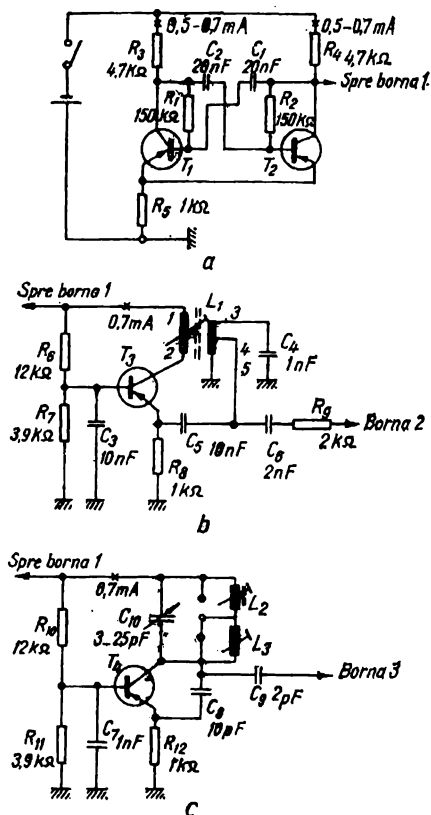 0,5-0,7mA
0,5-0,7mA
R3
4,7kΩ
C2
20nF
C1
20nF
R4
4,7kΩ
Spre borna 1.
R1
150kΩ
R2
150kΩ
T1
T2
R5
1kΩ
a
Spre borna 1
0,7mA
L1
1
2
3
4
5
C4
1nF
R6
12kΩ
T3
R7
3,9kΩ
C3
10nF
C5
10nF
C6
2nF
R9
2kΩ
Borna 2
R8
1kΩ
b
Spre borna 1
0,7mA
R10
12kΩ
C10
3-25pF
L2
L3
T4
C9 2pF
Borna 3
C8
10pF
R11
3,9kΩ
C7 1nF
R12
1kΩ
c